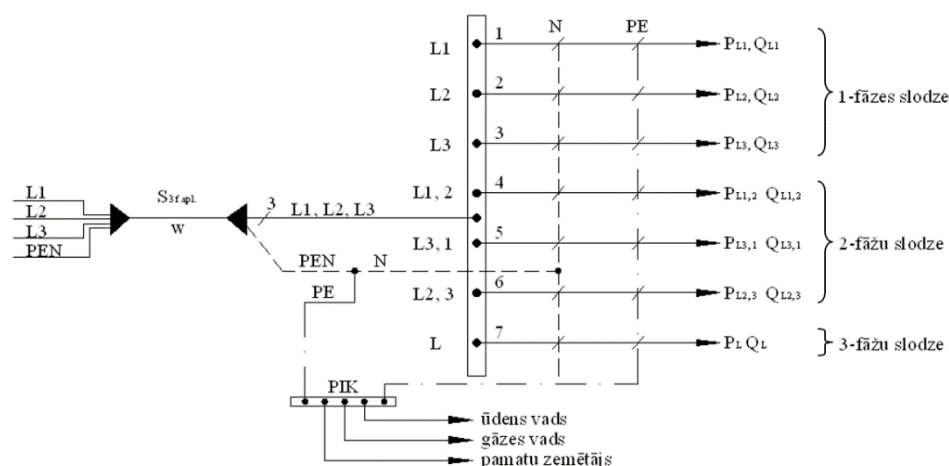 N PE
L1 1 PL1, QL1
L2 2 PL2, QL2
L3 3 PL3, QL3
1-fāzes slodze
L1, 2 4 PL1,2 QL1,2
L3, 1 5 PL3,1 QL3,1
L2, 3 6 PL2,3 QL2,3
2-fāžu slodze
L 7 PL QL
3-fāžu slodze
L1
L2
L3
PEN
S3f.apl.
W
3
L1, L2, L3
PEN N
PE
PIK
ūdens vads
gāzes vads
pamatu zemētājs